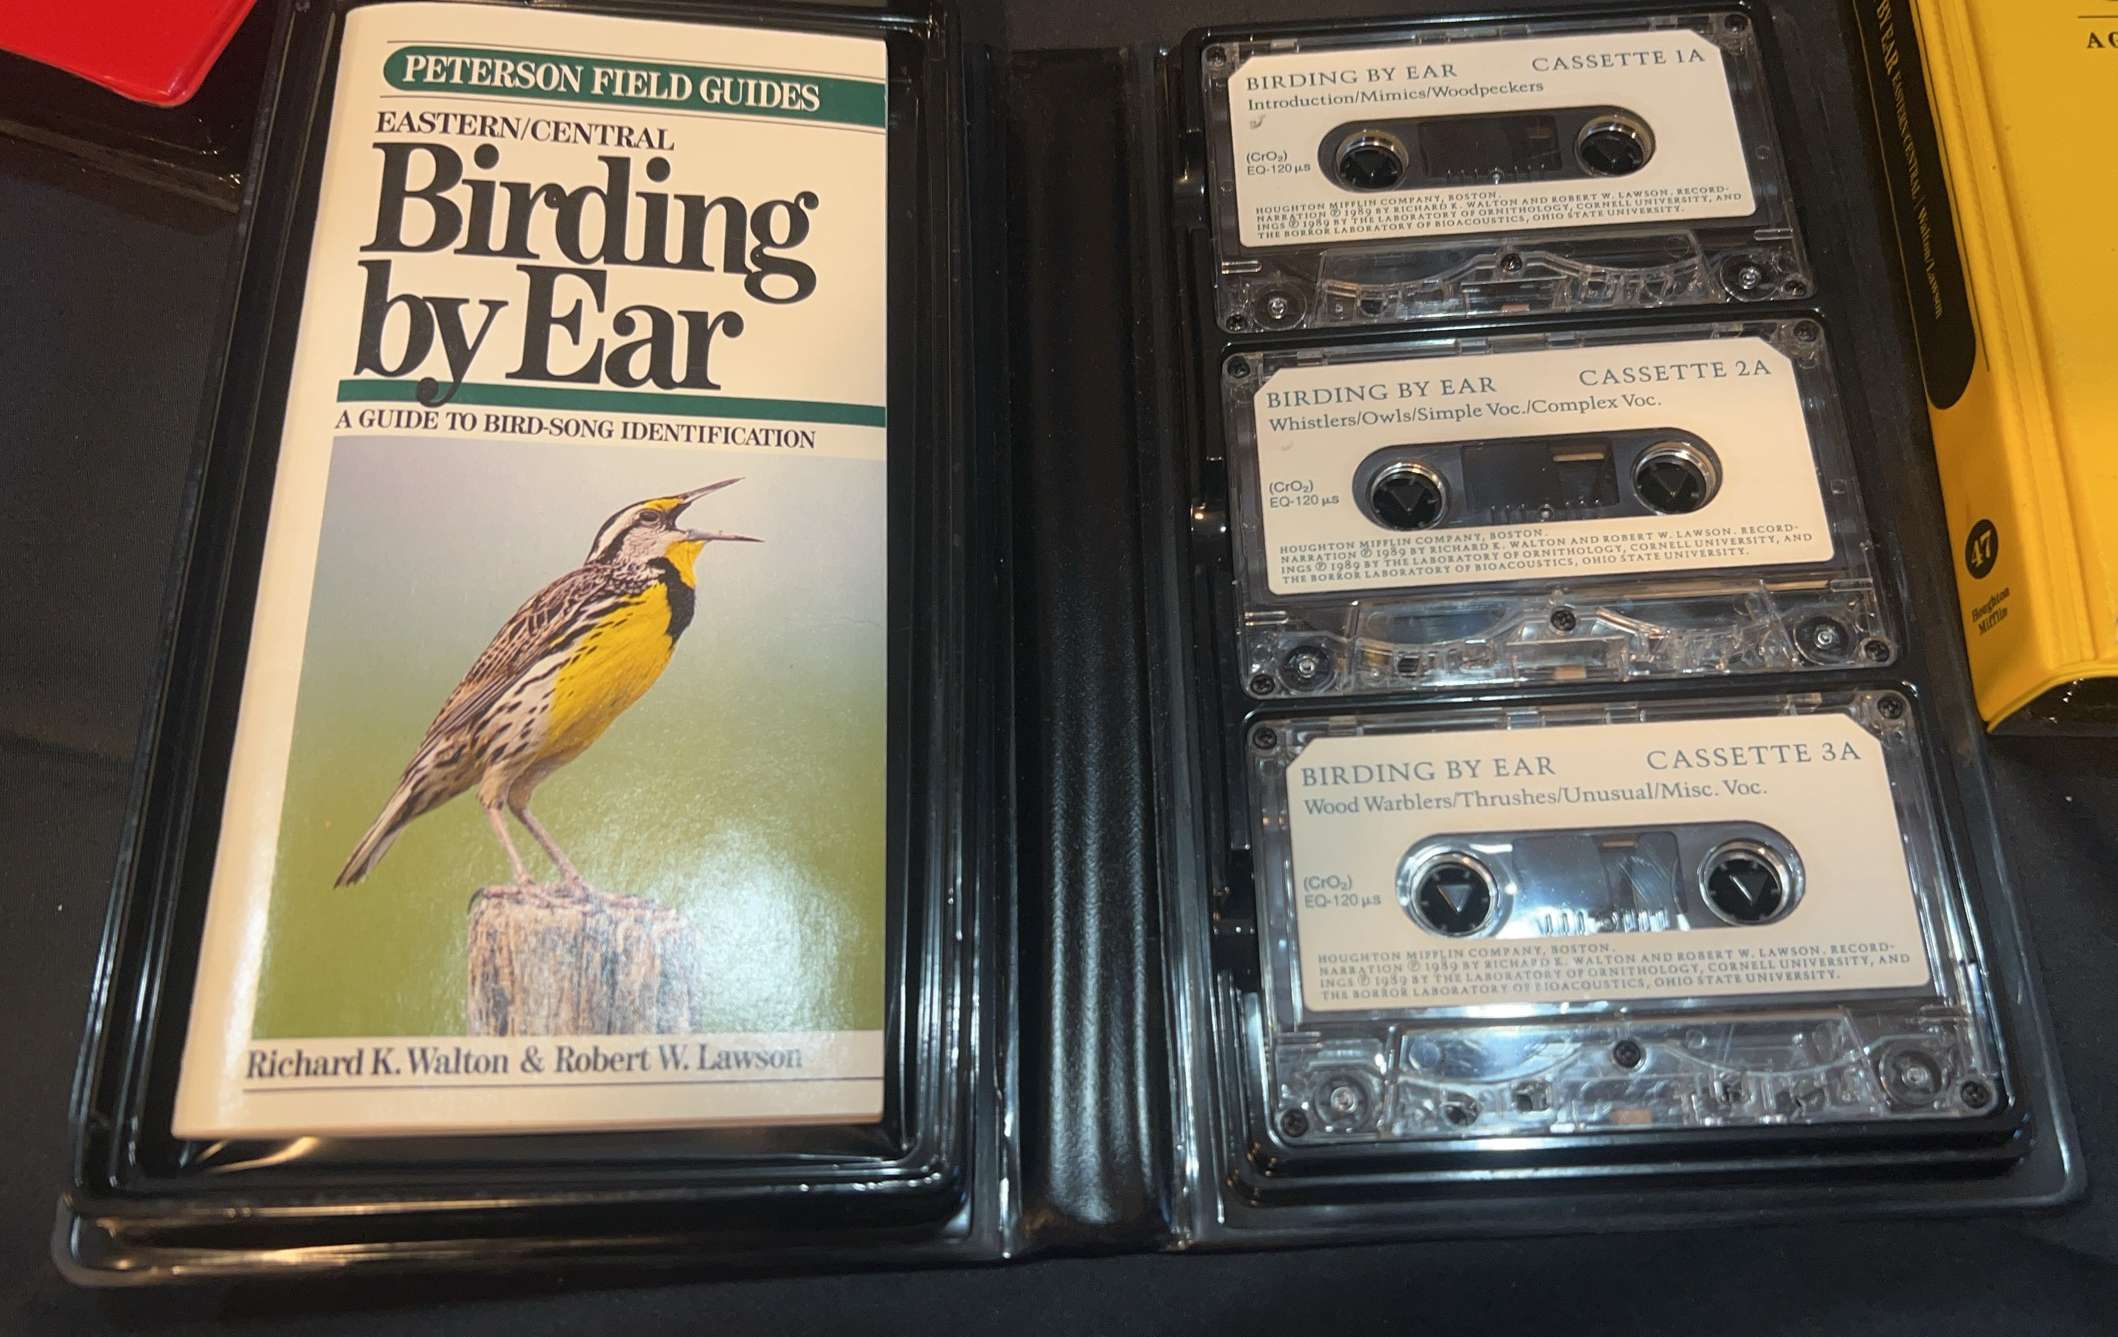 PETERSON FIELD GUIDES
EASTERN/CENTRAL
Birding
by Ear
A GUIDE TO BIRD-SONG IDENTIFICATION
Richard K. Walton & Robert W. Lawson
BIRDING BY EAR CASSETTE 1A
Introduction/Mimics/Woodpeckers
(CrO₂)
EQ-120 µs
HOUGHTON MIFFLIN COMPANY, BOSTON.
NARRATION ℗ 1989 BY RICHARD K. WALTON AND ROBERT W. LAWSON. RECORD-
INGS ℗ 1989 BY THE LABORATORY OF ORNITHOLOGY, CORNELL UNIVERSITY, AND
THE BORROR LABORATORY OF BIOACOUSTICS, OHIO STATE UNIVERSITY.
BIRDING BY EAR CASSETTE 2A
Whistlers/Owls/Simple Voc./Complex Voc.
(CrO₂)
EQ-120 µs
HOUGHTON MIFFLIN COMPANY, BOSTON.
NARRATION ℗ 1989 BY RICHARD K. WALTON AND ROBERT W. LAWSON. RECORD-
INGS ℗ 1989 BY THE LABORATORY OF ORNITHOLOGY, CORNELL UNIVERSITY, AND
THE BORROR LABORATORY OF BIOACOUSTICS, OHIO STATE UNIVERSITY.
BIRDING BY EAR CASSETTE 3A
Wood Warblers/Thrushes/Unusual/Misc. Voc.
(CrO₂)
EQ-120 µs
HOUGHTON MIFFLIN COMPANY, BOSTON.
NARRATION ℗ 1989 BY RICHARD K. WALTON AND ROBERT W. LAWSON. RECORD-
INGS ℗ 1989 BY THE LABORATORY OF ORNITHOLOGY, CORNELL UNIVERSITY, AND
THE BORROR LABORATORY OF BIOACOUSTICS, OHIO STATE UNIVERSITY.
BY EAR EASTERN/CENTRAL / Walton/Lawson
47
Houghton
Mifflin
A